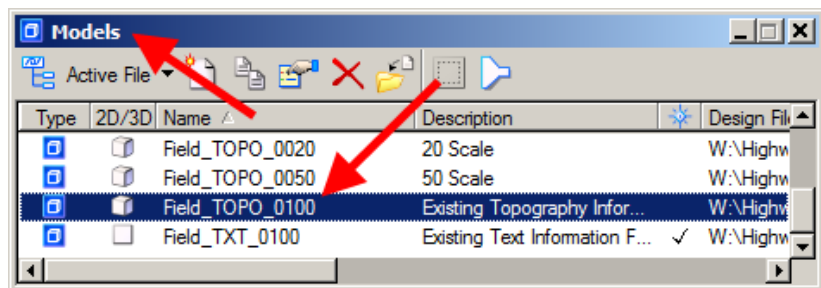 Models
Active File
Type 2D/3D Name Description Design File
Field_TOPO_0020 20 Scale W:\Highw
Field_TOPO_0050 50 Scale W:\Highw
Field_TOPO_0100 Existing Topography Infor... W:\Highw
Field_TXT_0100 Existing Text Information F... ✓ W:\Highw